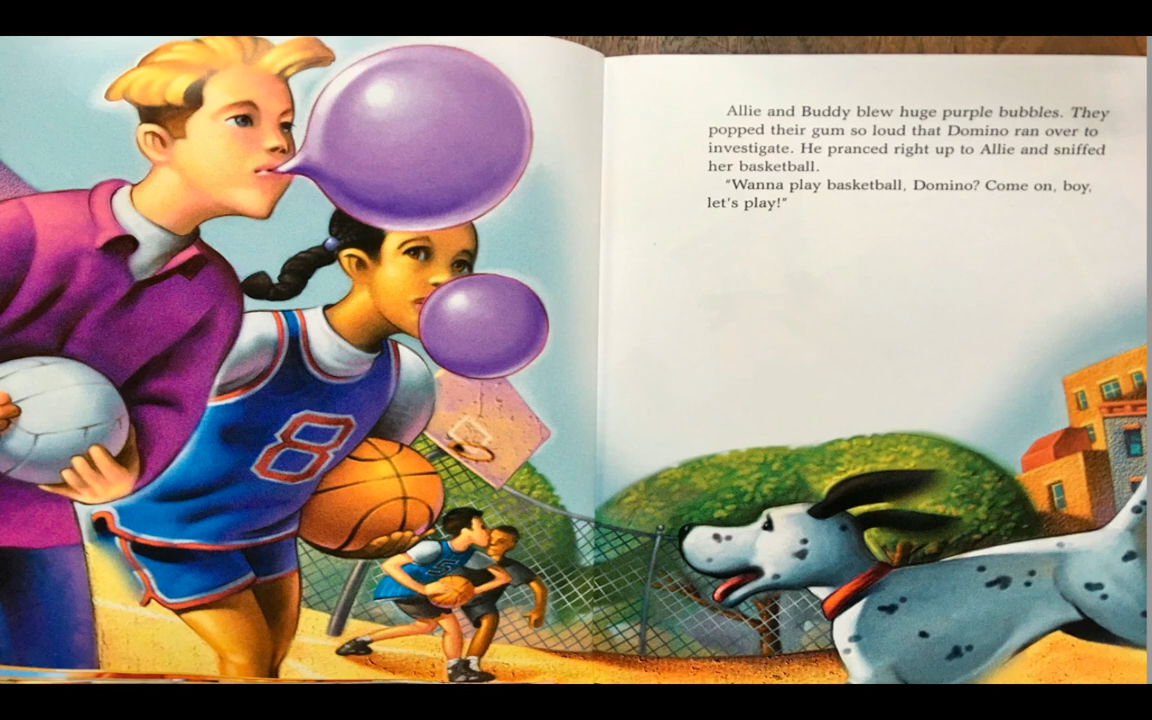 Allie and Buddy blew huge purple bubbles. They
popped their gum so loud that Domino ran over to
investigate. He pranced right up to Allie and sniffed
her basketball.
"Wanna play basketball, Domino? Come on, boy,
let's play!"
8